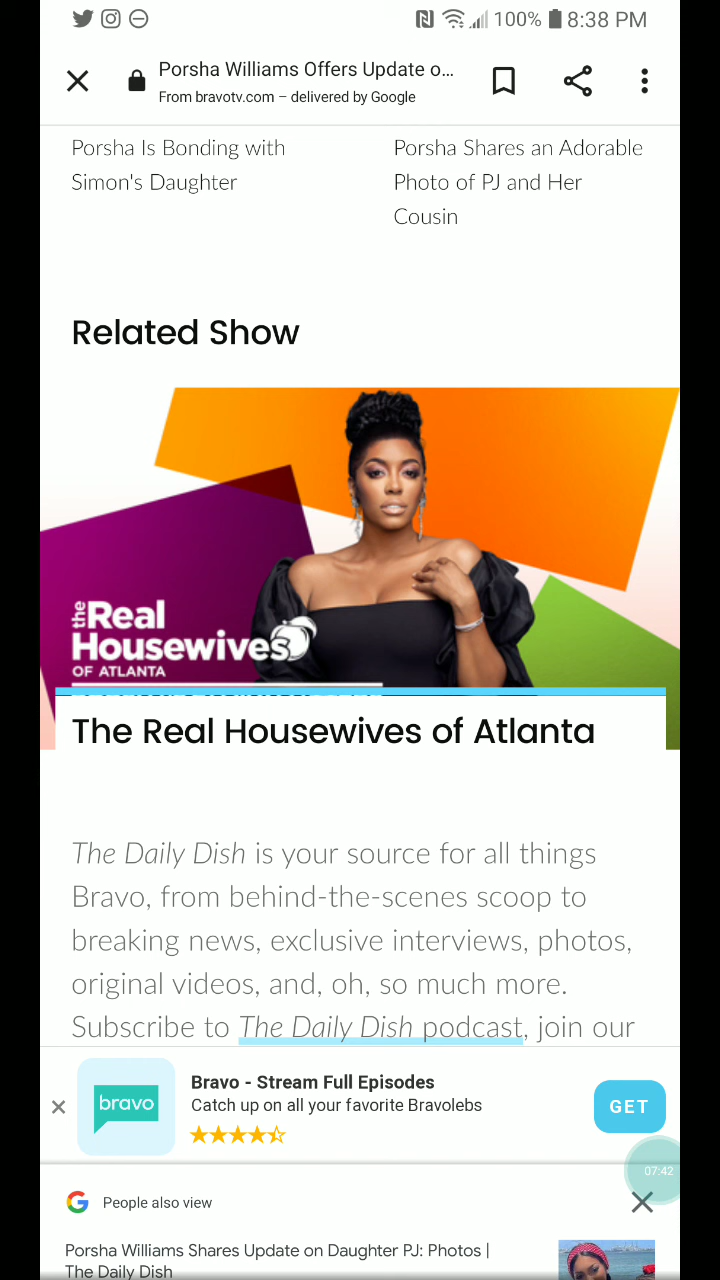 100% 8:38 PM
Porsha Williams Offers Update o...
From bravotv.com – delivered by Google
Porsha Is Bonding with
Simon's Daughter
Porsha Shares an Adorable
Photo of PJ and Her
Cousin
Related Show
the Real
Housewives
OF ATLANTA
The Real Housewives of Atlanta
The Daily Dish is your source for all things
Bravo, from behind-the-scenes scoop to
breaking news, exclusive interviews, photos,
original videos, and, oh, so much more.
Subscribe to The Daily Dish podcast, join our
bravo
Bravo - Stream Full Episodes
Catch up on all your favorite Bravolebs
GET
07:42
People also view
Porsha Williams Shares Update on Daughter PJ: Photos |
The Daily Dish